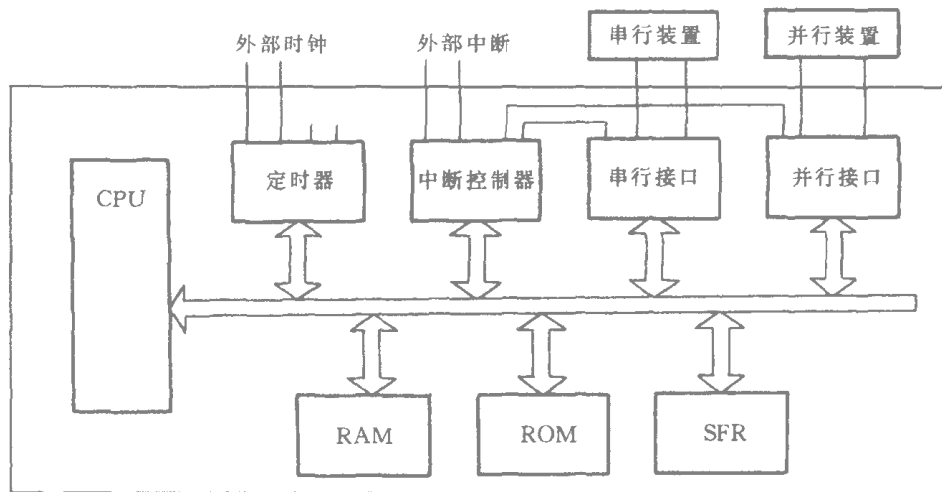 外部时钟
外部中断
串行装置
并行装置
CPU
定时器
中断控制器
串行接口
并行接口
RAM
ROM
SFR